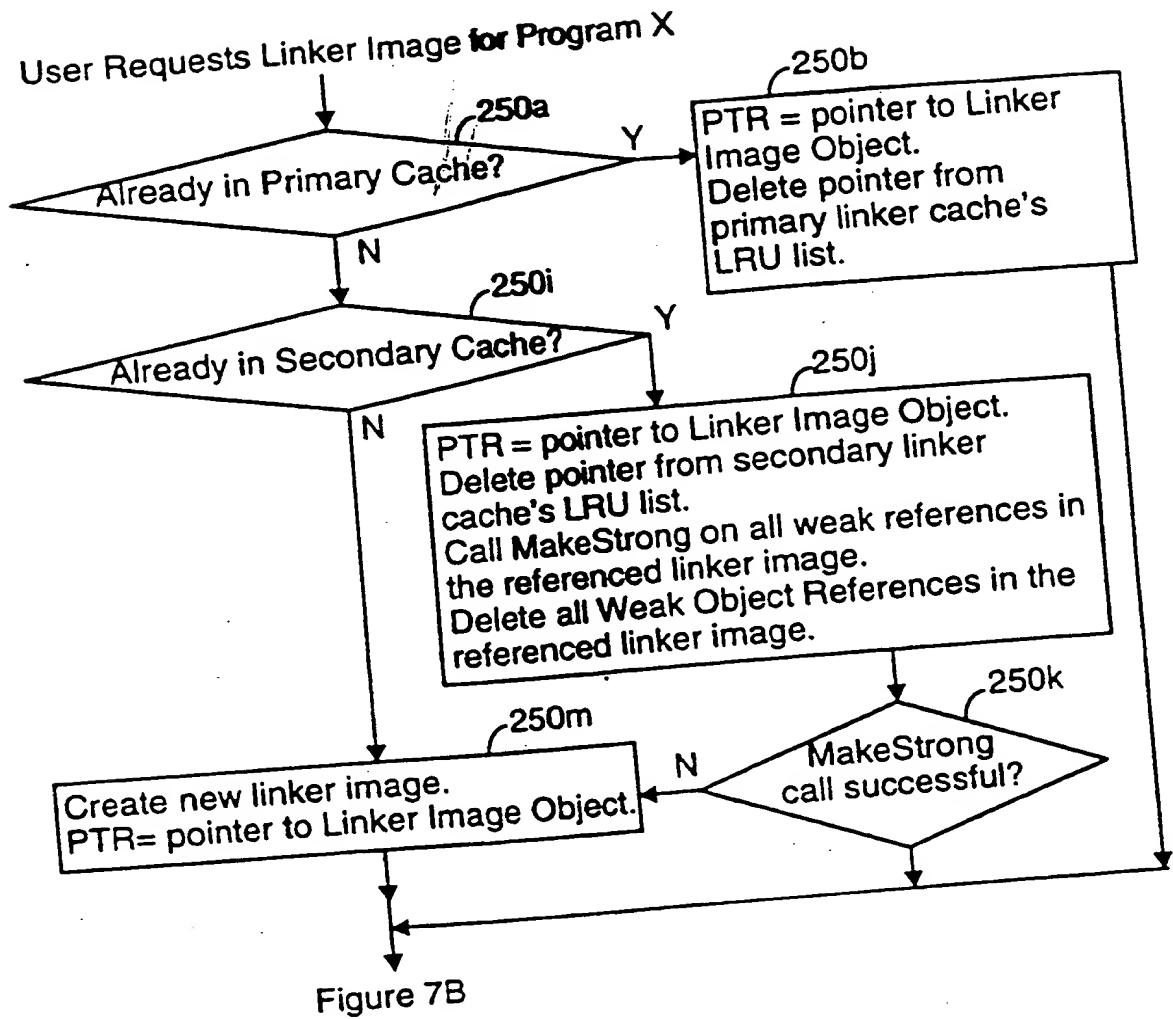 User Requests Linker Image for Program X
250a
Already in Primary Cache?
Y
N
250b
PTR = pointer to Linker
Image Object.
Delete pointer from
primary linker cache's
LRU list.
250i
Already in Secondary Cache?
Y
N
250j
PTR = pointer to Linker Image Object.
Delete pointer from secondary linker
cache's LRU list.
Call MakeStrong on all weak references in
the referenced linker image.
Delete all Weak Object References in the
referenced linker image.
250k
MakeStrong
call successful?
N
250m
Create new linker image.
PTR= pointer to Linker Image Object.
Figure 7B